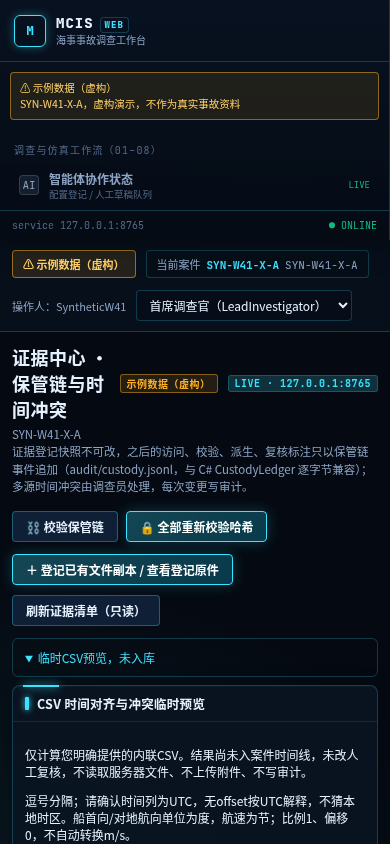 M
MCIS WEB
海事事故调查工作台
⚠ 示例数据（虚构）
SYN-W41-X-A，虚构演示，不作为真实事故资料
调查与仿真工作流（01–08）
AI 智能体协作状态 LIVE
配置登记 / 人工草稿队列
service 127.0.0.1:8765 ● ONLINE
⚠ 示例数据（虚构） 当前案件 SYN-W41-X-A SYN-W41-X-A
操作人：SyntheticW41 首席调查官（LeadInvestigator）
证据中心 ·
保管链与时 示例数据（虚构） LIVE · 127.0.0.1:8765
间冲突
SYN-W41-X-A
证据登记快照不可改，之后的访问、校验、派生、复核标注只以保管链
事件追加（audit/custody.jsonl，与 C# CustodyLedger 逐字节兼容）；
多源时间冲突由调查员处理，每次变更写审计。
⛓ 校验保管链 🔒 全部重新校验哈希
＋ 登记已有文件副本 / 查看登记原件
刷新证据清单（只读）
▼ 临时CSV预览，未入库
CSV 时间对齐与冲突临时预览
仅计算您明确提供的内联CSV。结果尚未入案件时间线，未改人
工复核，不读取服务器文件、不上传附件、不写审计。
逗号分隔；请确认时间列为UTC，无offset按UTC解释，不猜本
地时区。船首向/对地航向单位为度，航速为节；比例1、偏移
0，不自动转换m/s。